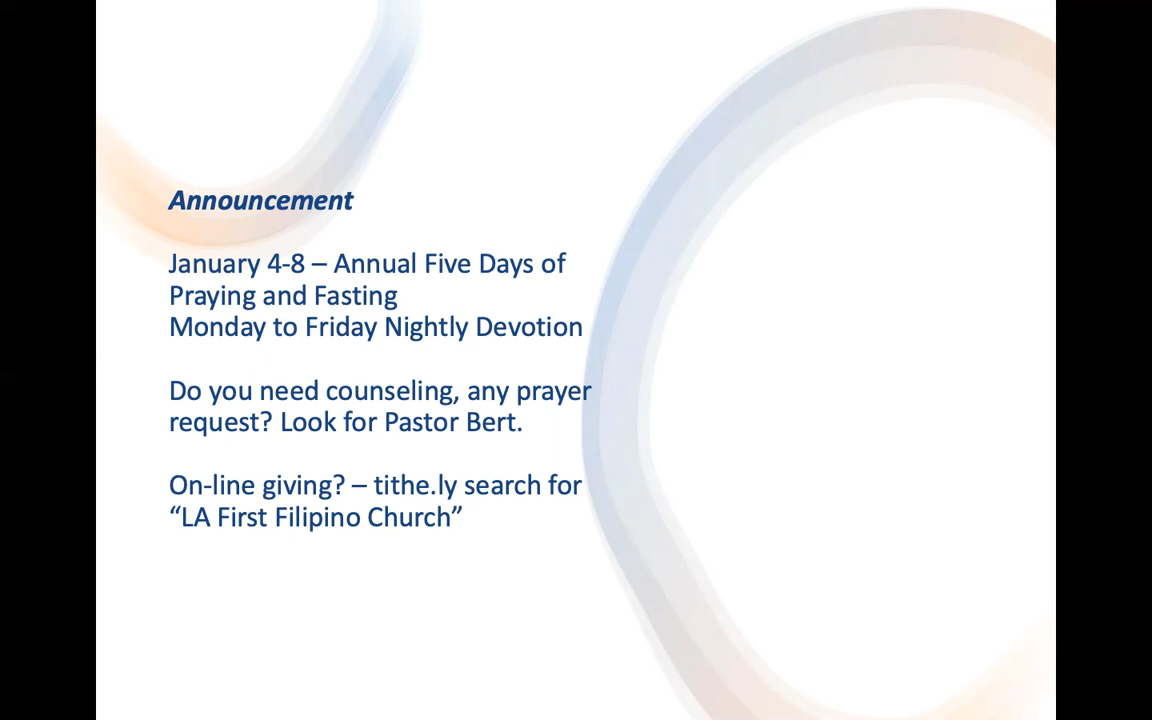 Announcement
January 4-8 – Annual Five Days of
Praying and Fasting
Monday to Friday Nightly Devotion
Do you need counseling, any prayer
request? Look for Pastor Bert.
On-line giving? – tithe.ly search for
“LA First Filipino Church”